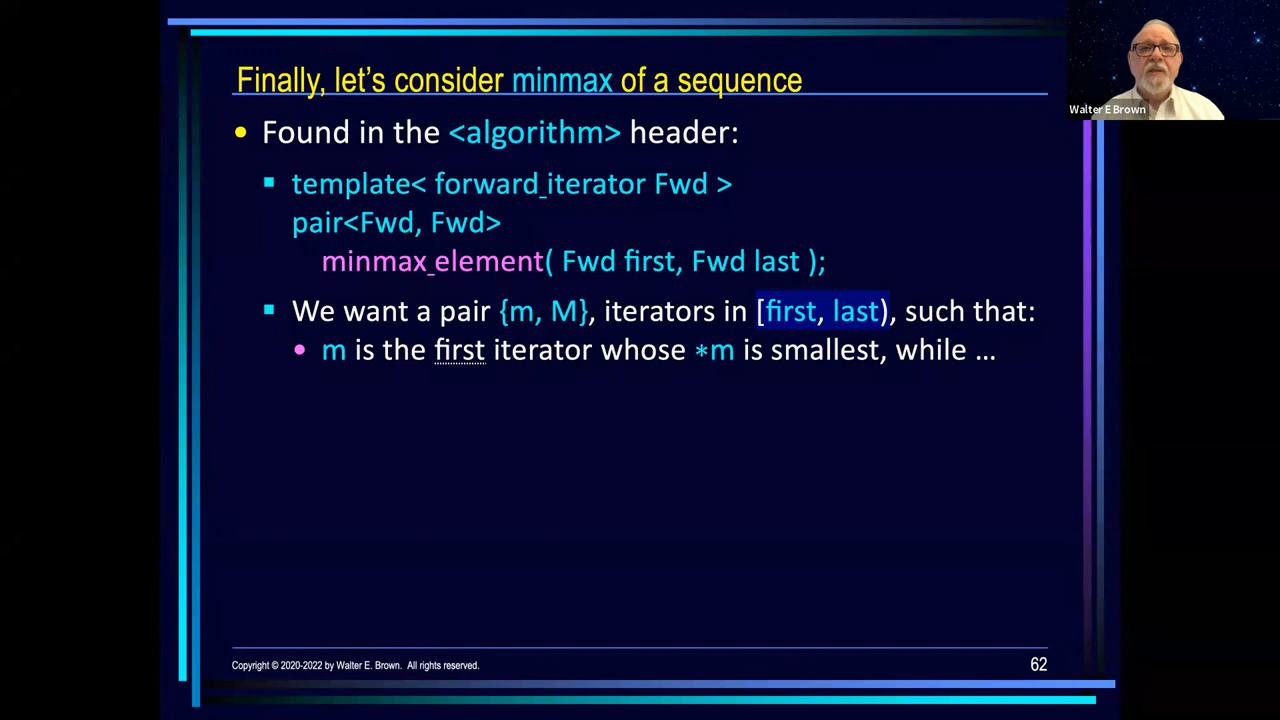 Finally, let's consider minmax of a sequence
Walter E Brown
• Found in the <algorithm> header:
▪ template< forward_iterator Fwd >
pair<Fwd, Fwd>
minmax_element( Fwd first, Fwd last );
▪ We want a pair {m, M}, iterators in [first, last), such that:
• m is the first iterator whose *m is smallest, while …
Copyright © 2020-2022 by Walter E. Brown. All rights reserved.
62